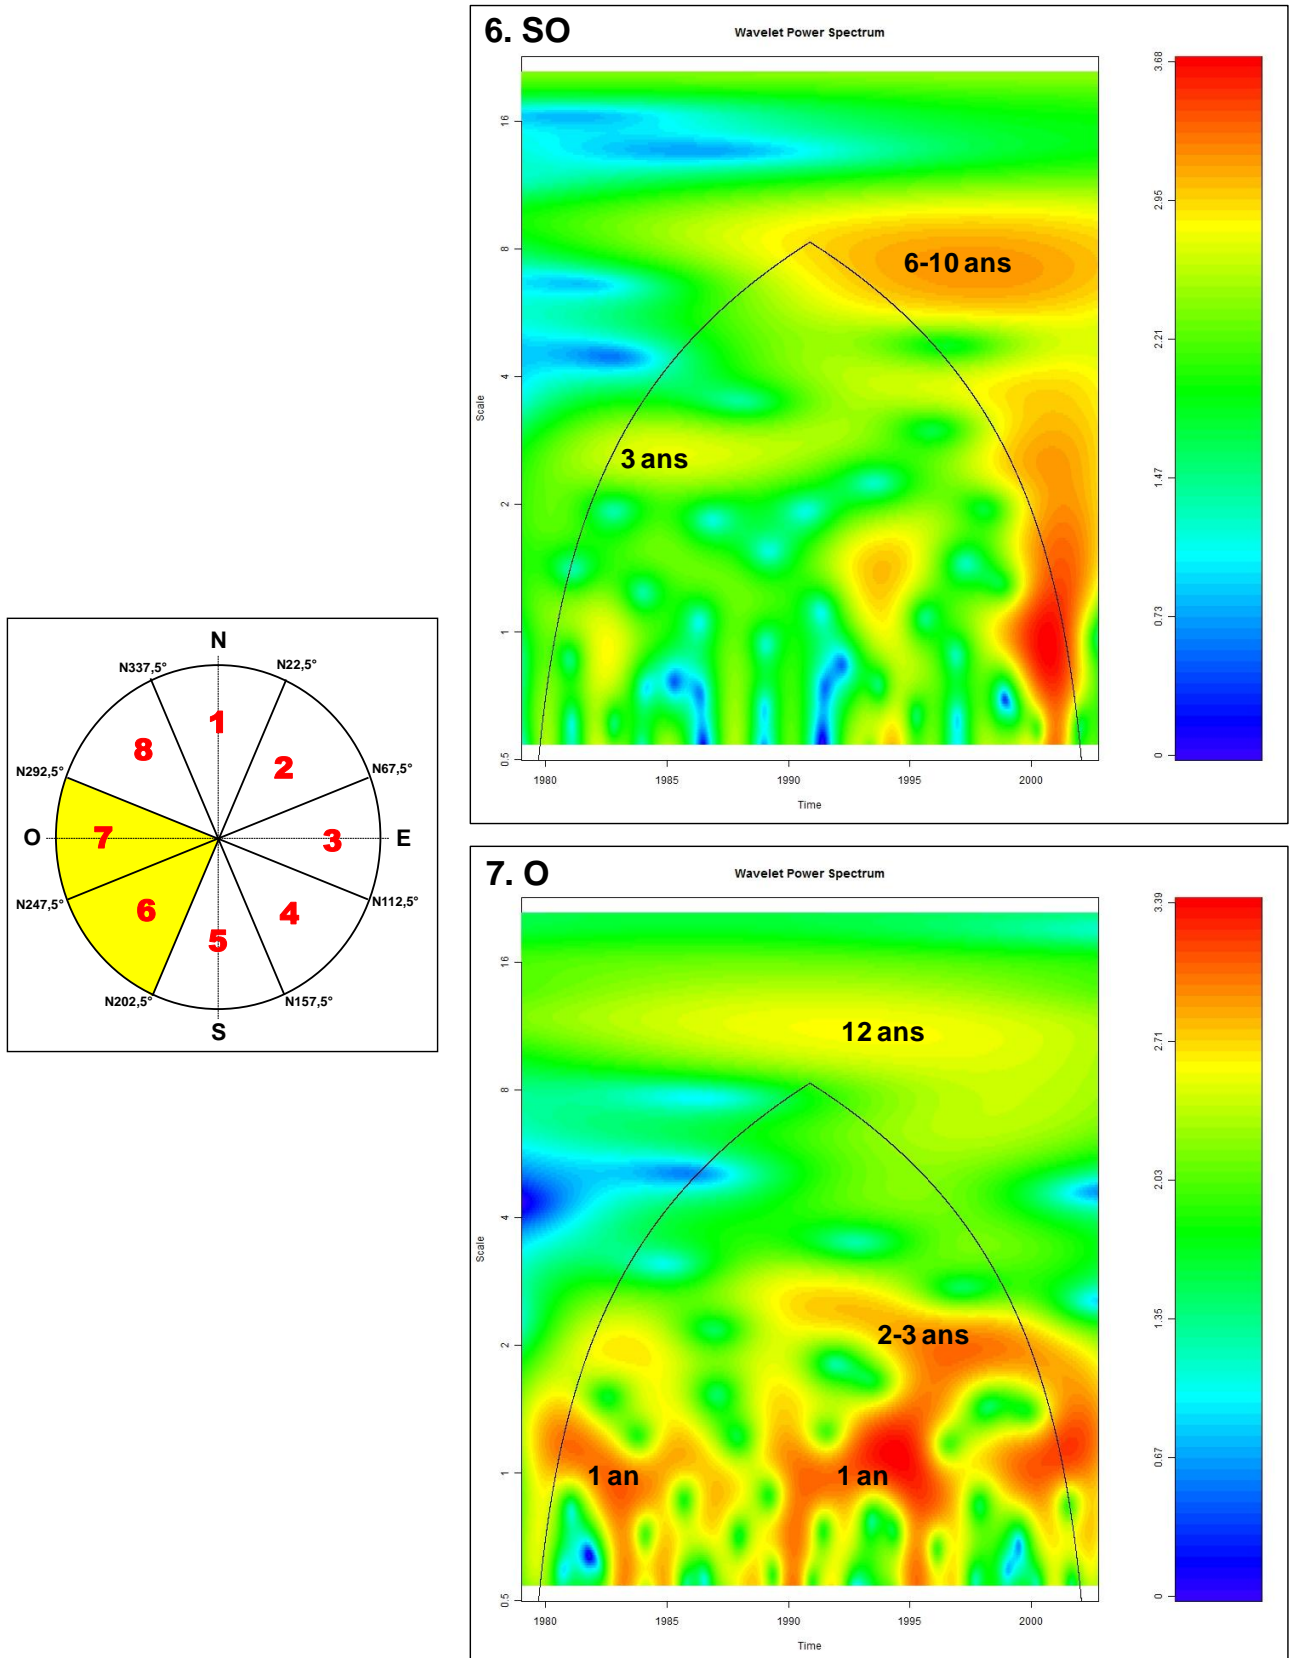 6. SO
Wavelet Power Spectrum
3.68
2.95
2.21
1.47
0.73
0
16
8
4
2
1
0.5
Scale
6-10 ans
3 ans
1980 1985 1990 1995 2000
Time
N
N337,5° N22,5°
1
8
2
N292,5° N67,5°
O 7 3 E
N247,5° N112,5°
6 4
5
N202,5° N157,5°
S
7. O
Wavelet Power Spectrum
3.39
2.71
2.03
1.35
0.67
0
16
8
4
2
1
0.5
Scale
12 ans
2-3 ans
1 an 1 an
1980 1985 1990 1995 2000
Time